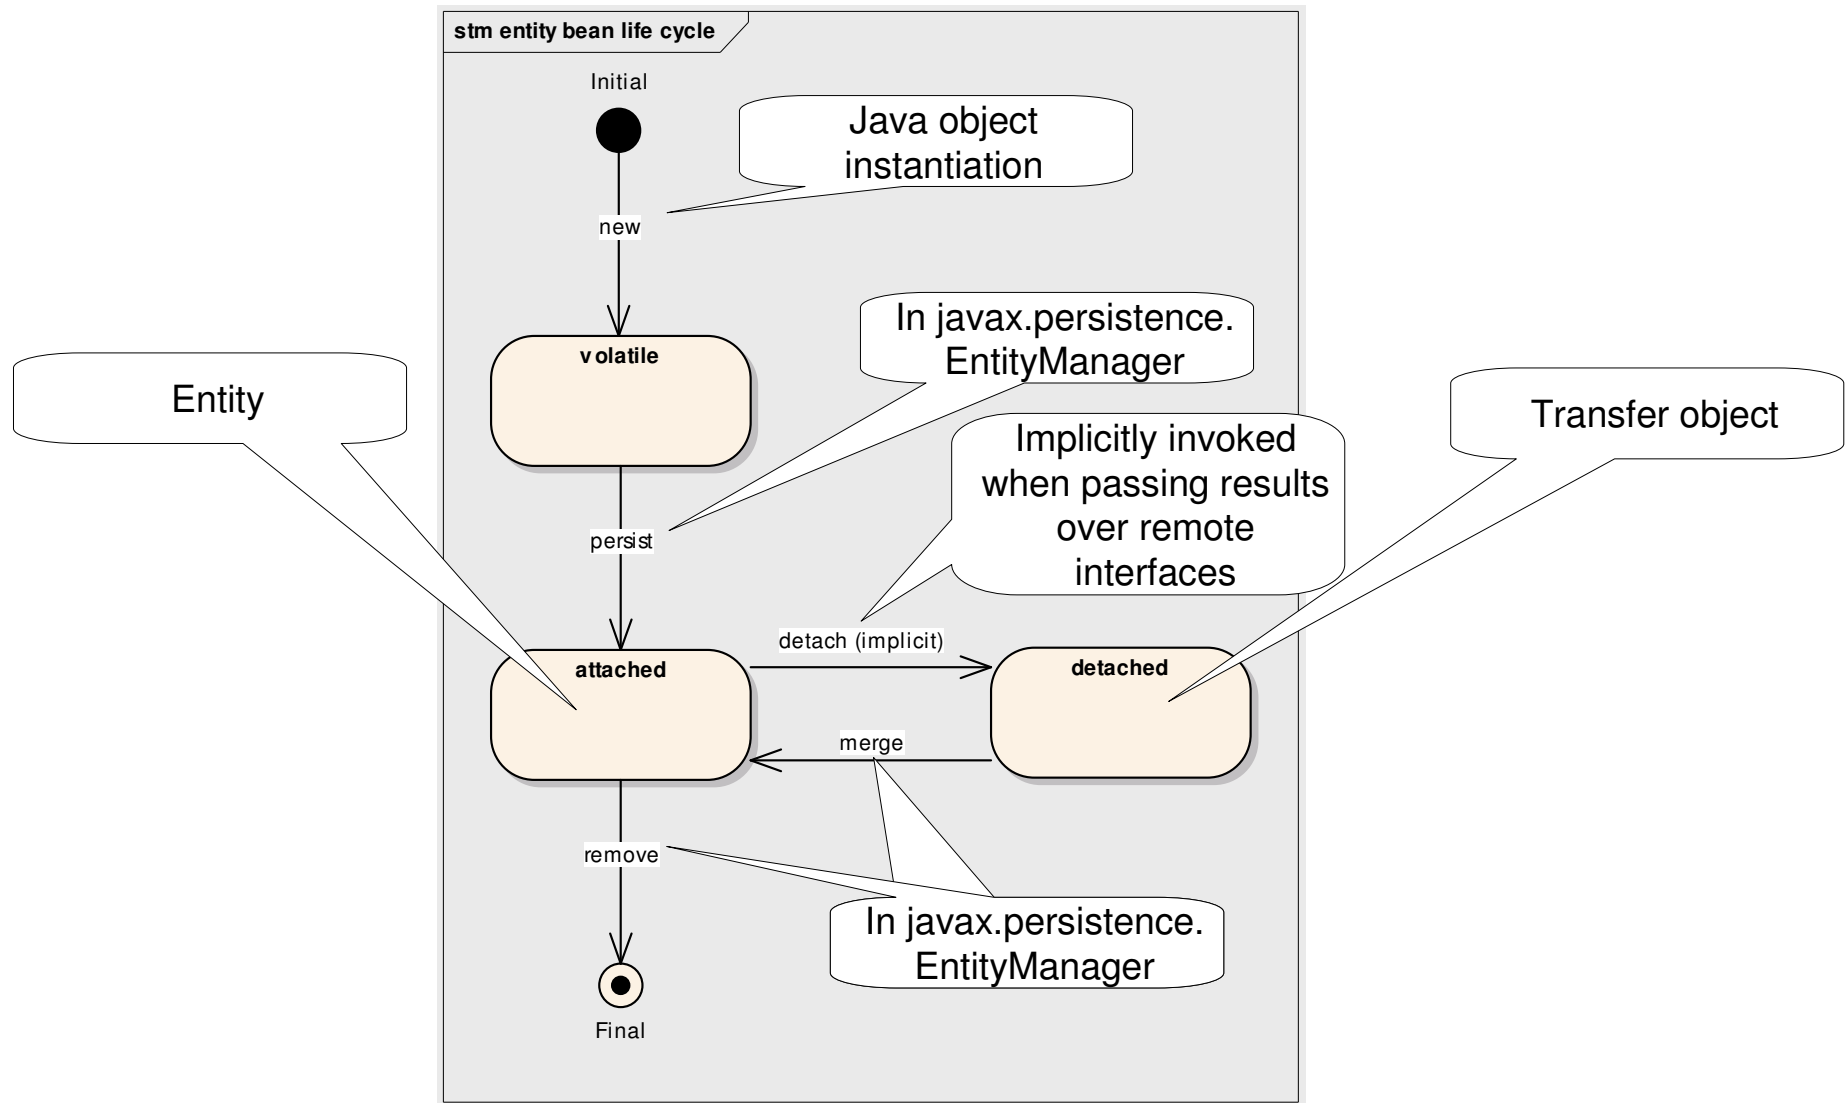 stm entity bean life cycle
Initial
Java object
instantiation
new
In javax.persistence.
EntityManager
volatile
Entity
Transfer object
Implicitly invoked
when passing results
over remote
interfaces
persist
detach (implicit)
attached
detached
merge
remove
In javax.persistence.
EntityManager
Final